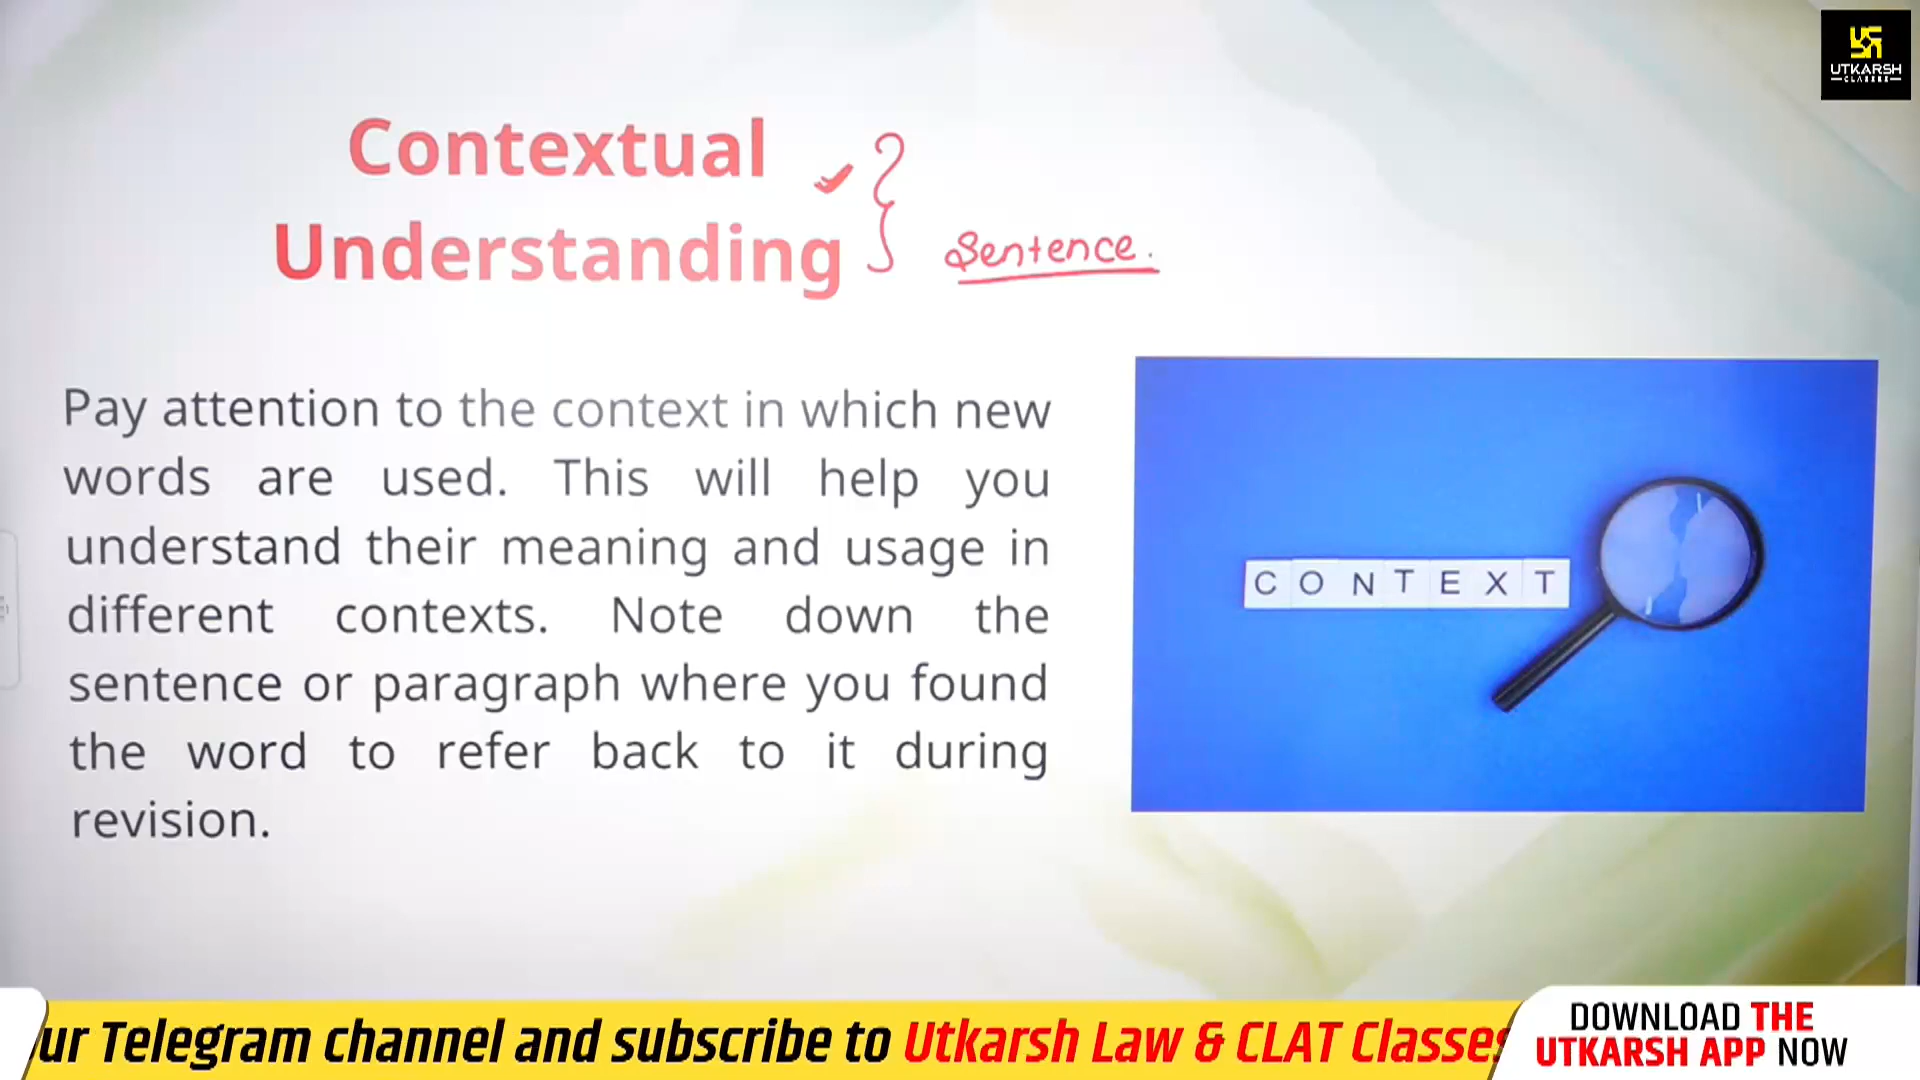 UTKARSH
CLASSES
Contextual
Understanding
Sentence.
Pay attention to the context in which new
words are used. This will help you
understand their meaning and usage in
different contexts. Note down the
sentence or paragraph where you found
the word to refer back to it during
revision.
CONTEXT
ur Telegram channel and subscribe to Utkarsh Law & CLAT Classes
DOWNLOAD THE
UTKARSH APP NOW